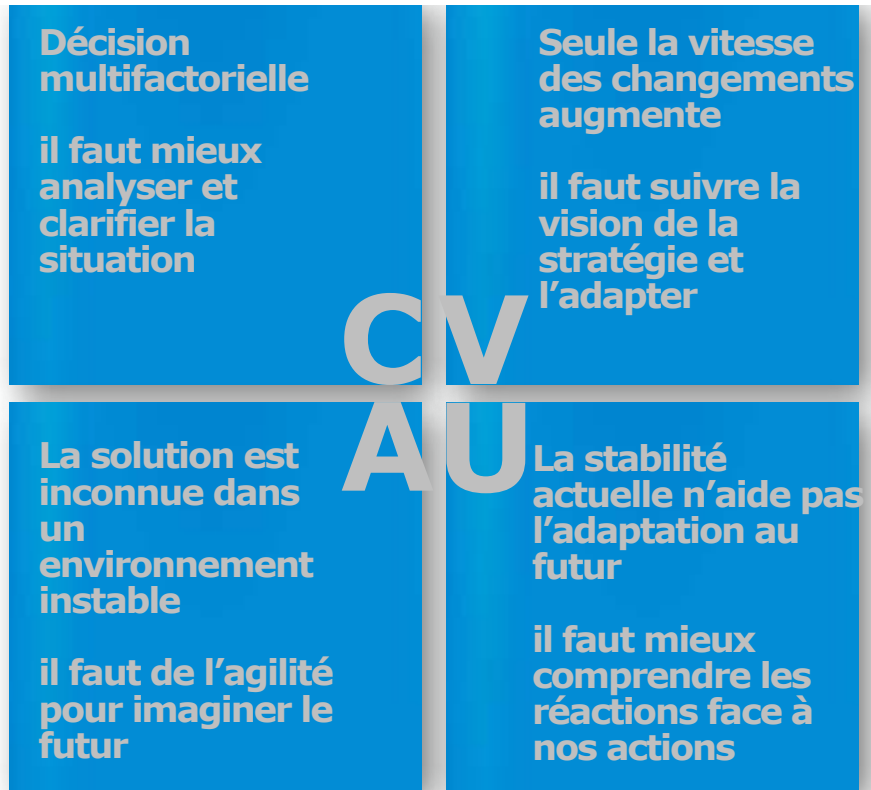 Décision
multifactorielle
il faut mieux
analyser et
clarifier la
situation
Seule la vitesse
des changements
augmente
il faut suivre la
vision de la
stratégie et
l’adapter
CV
AU
La solution est
inconnue dans
un
environnement
instable
il faut de l’agilité
pour imaginer le
futur
La stabilité
actuelle n’aide pas
l’adaptation au
futur
il faut mieux
comprendre les
réactions face à
nos actions